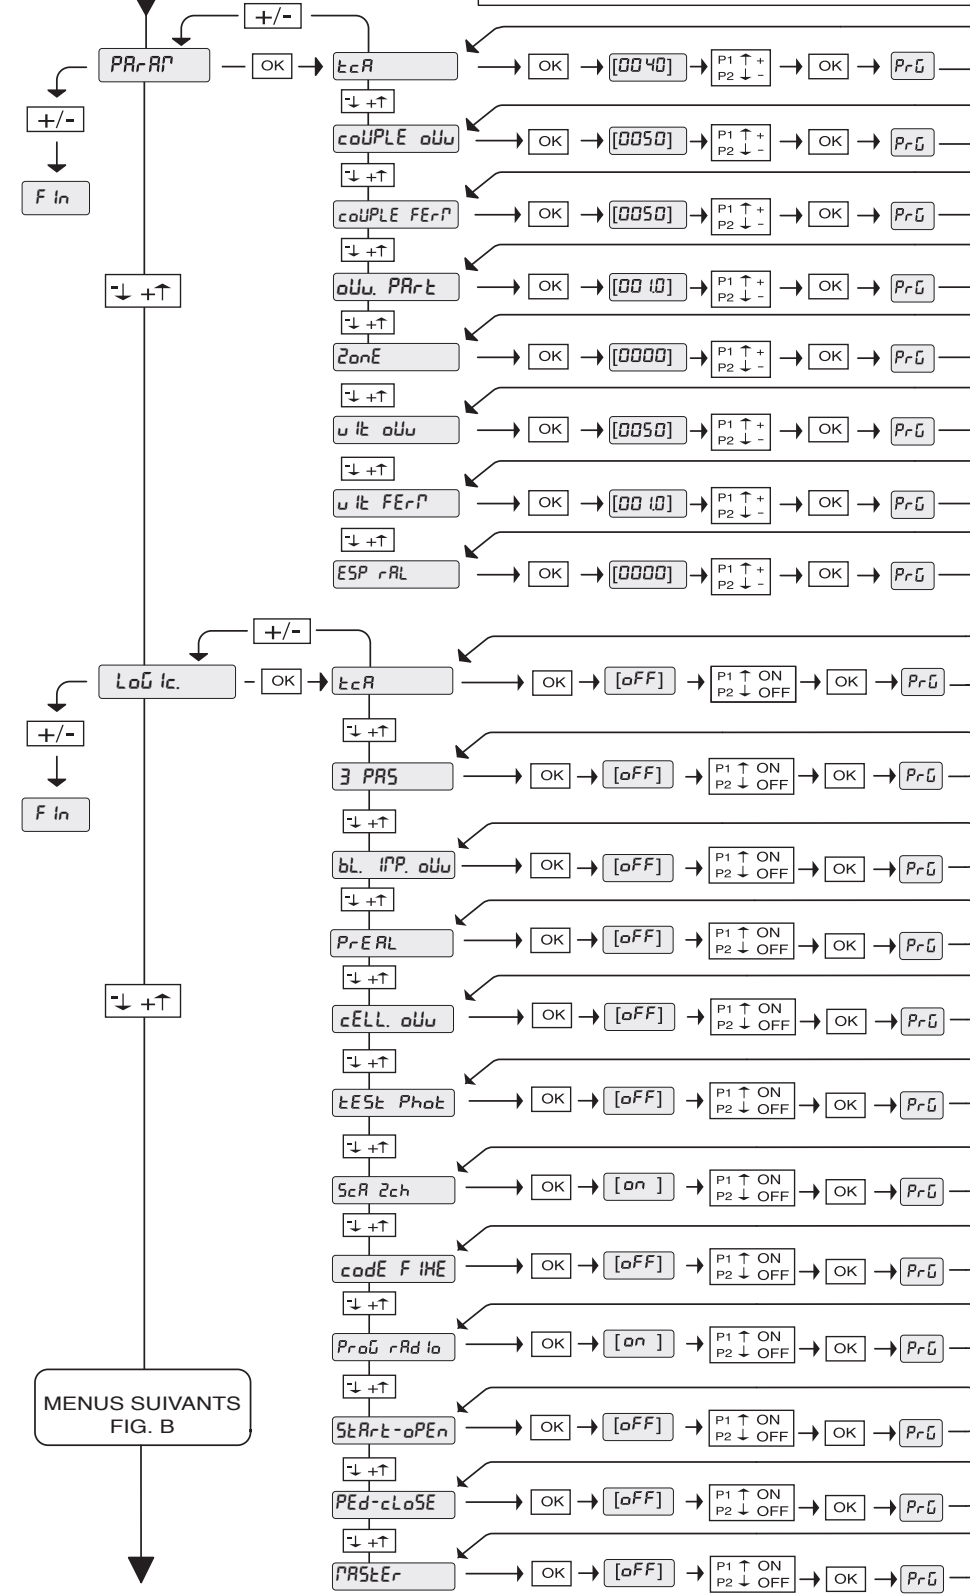 +/-
PArAM OK tcA OK [0040] P1 ↑ + P2 ↓ - OK PrG
+/-
-↓ +↑
coUPLE oUv OK [0050] P1 ↑ + P2 ↓ - OK PrG
FIn
-↓ +↑
coUPLE FErM OK [0050] P1 ↑ + P2 ↓ - OK PrG
-↓ +↑
-↓ +↑
oUv. PArt OK [001.0] P1 ↑ + P2 ↓ - OK PrG
-↓ +↑
ZonE OK [0000] P1 ↑ + P2 ↓ - OK PrG
-↓ +↑
vIt oUv OK [0050] P1 ↑ + P2 ↓ - OK PrG
-↓ +↑
vIt FErM OK [001.0] P1 ↑ + P2 ↓ - OK PrG
-↓ +↑
ESP rAL OK [0000] P1 ↑ + P2 ↓ - OK PrG
+/-
LoGIc. OK tcA OK [oFF] P1 ↑ ON P2 ↓ OFF OK PrG
+/-
-↓ +↑
3 PAS OK [oFF] P1 ↑ ON P2 ↓ OFF OK PrG
FIn
-↓ +↑
bL. IMP. oUv OK [oFF] P1 ↑ ON P2 ↓ OFF OK PrG
-↓ +↑
PrEAL OK [oFF] P1 ↑ ON P2 ↓ OFF OK PrG
-↓ +↑
-↓ +↑
cELL. oUv OK [oFF] P1 ↑ ON P2 ↓ OFF OK PrG
-↓ +↑
tESt Phot OK [oFF] P1 ↑ ON P2 ↓ OFF OK PrG
-↓ +↑
ScA 2ch OK [on ] P1 ↑ ON P2 ↓ OFF OK PrG
-↓ +↑
codE FIHE OK [oFF] P1 ↑ ON P2 ↓ OFF OK PrG
-↓ +↑
ProG rAdIo OK [on ] P1 ↑ ON P2 ↓ OFF OK PrG
-↓ +↑
MENUS SUIVANTS
FIG. B
StArt-oPEn OK [oFF] P1 ↑ ON P2 ↓ OFF OK PrG
-↓ +↑
PEd-cLoSE OK [oFF] P1 ↑ ON P2 ↓ OFF OK PrG
-↓ +↑
MAStEr OK [oFF] P1 ↑ ON P2 ↓ OFF OK PrG